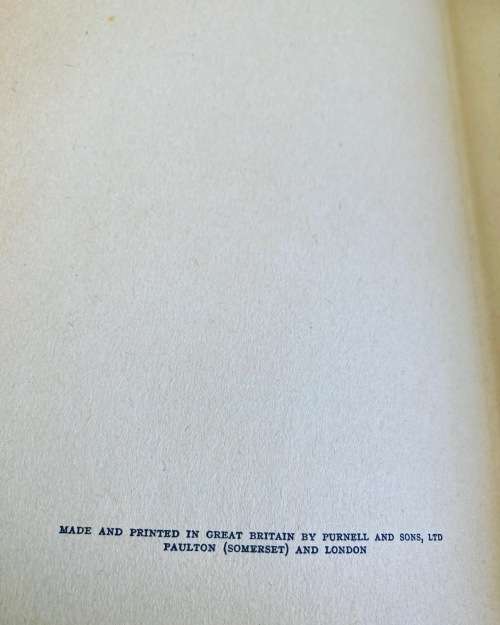 MADE AND PRINTED IN GREAT BRITAIN BY PURNELL AND SONS, LTD
PAULTON (SOMERSET) AND LONDON